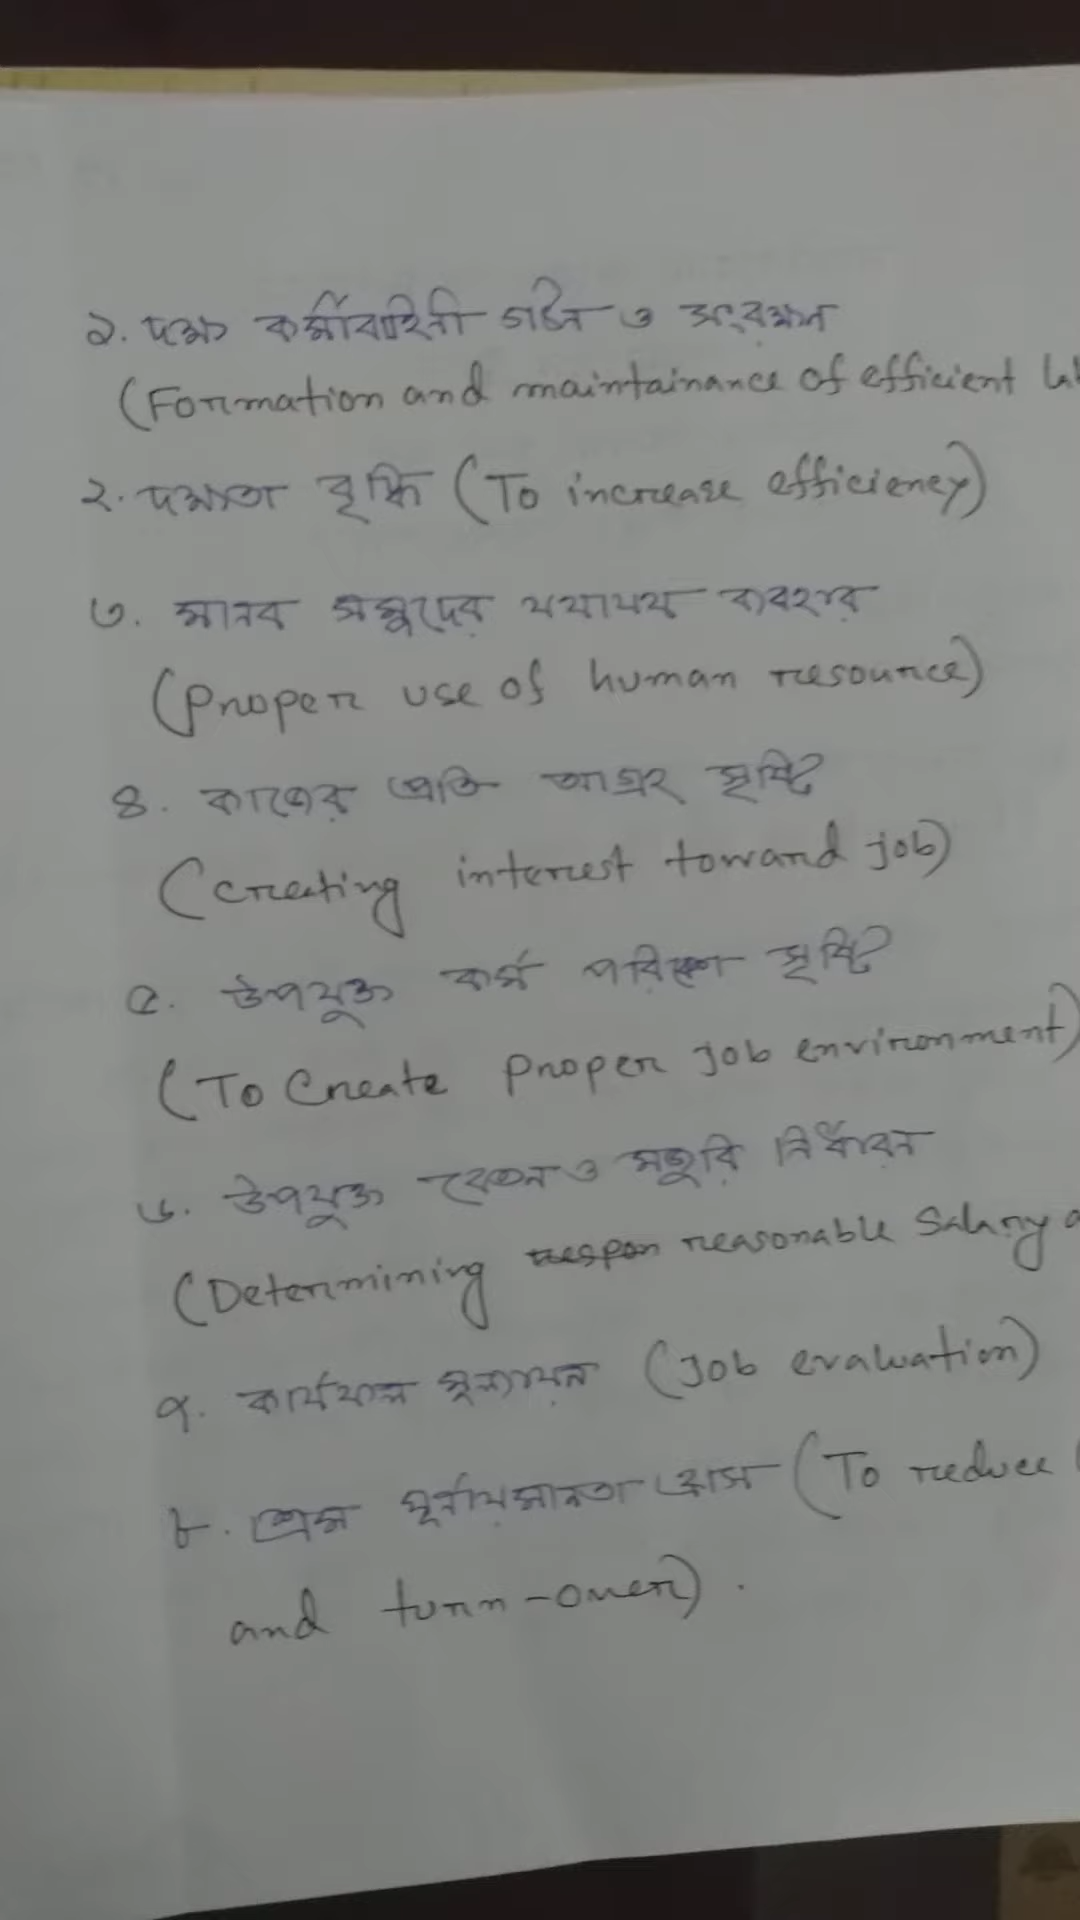 ১. দক্ষ কর্মীবাহিনী গঠন ও সংরক্ষন
(Formation and maintainance of efficient
২. দক্ষতা বৃদ্ধি (To increase efficiency)
৩. মানব সম্পদের যথাযথ ব্যবহার
(Proper use of human resource)
৪. কাজের প্রতি আগ্রহ সৃষ্টি
(creating interest toward job)
৫. উপযুক্ত কর্ম পরিবেশ সৃষ্টি
(To Create Proper job environment)
৬. উপযুক্ত বেতন ও মজুরি নির্ধারন
(Determining reasonable Salary
৭. কার্যফল মূল্যায়ন (Job evaluation)
৮. শ্রম ঘূর্নায়মানতা হ্রাস (To reduce
and turn-over).